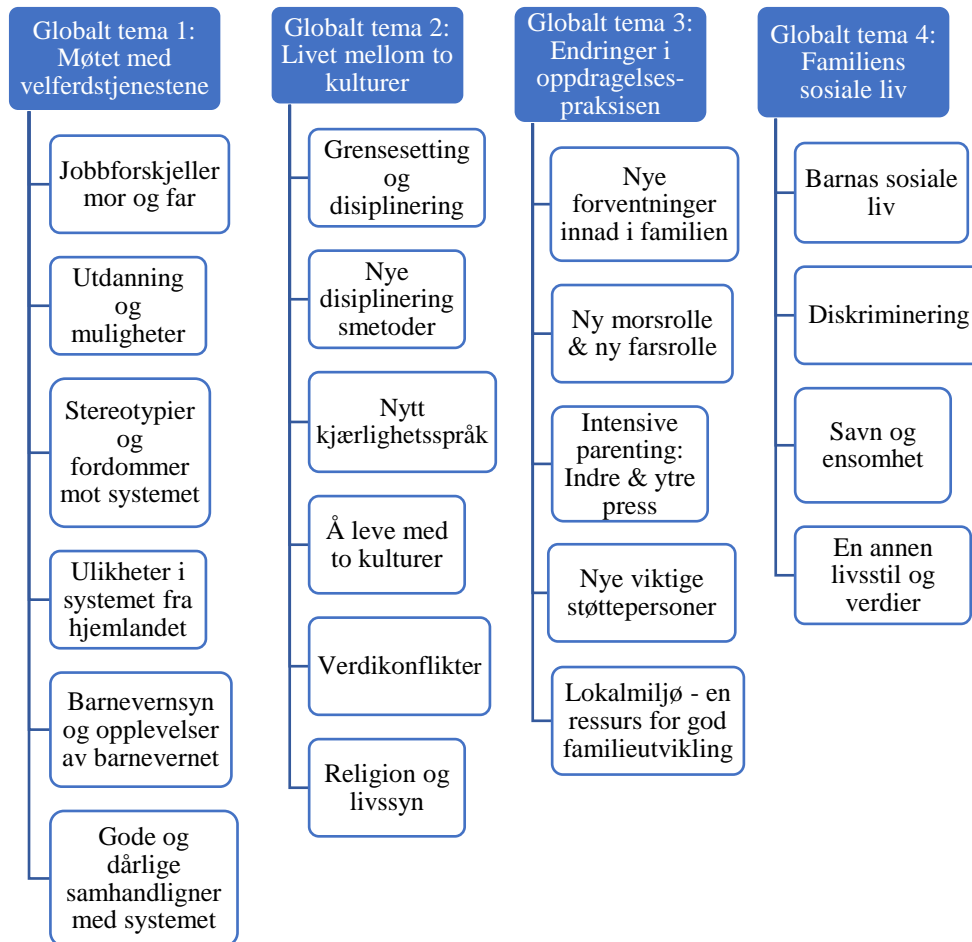 Globalt tema 1:
Møtet med
velferdstjenestene
Jobbforskjeller
mor og far
Utdanning
og
muligheter
Stereotypier
og
fordommer
mot systemet
Ulikheter i
systemet fra
hjemlandet
Barnevernsyn
og opplevelser
av barnevernet
Gode og
dårlige
samhandligner
med systemet
Globalt tema 2:
Livet mellom to
kulturer
Grensesetting
og
disiplinering
Nye
disiplinering
smetoder
Nytt
kjærlighetsspråk
Å leve med
to kulturer
Verdikonflikter
Religion og
livssyn
Globalt tema 3:
Endringer i
oppdragelses-
praksisen
Nye
forventninger
innad i familien
Ny morsrolle
& ny farsrolle
Intensive
parenting:
Indre & ytre
press
Nye viktige
støttepersoner
Lokalmiljø - en
ressurs for god
familieutvikling
Globalt tema 4:
Familiens
sosiale liv
Barnas sosiale
liv
Diskriminering
Savn og
ensomhet
En annen
livsstil og
verdier